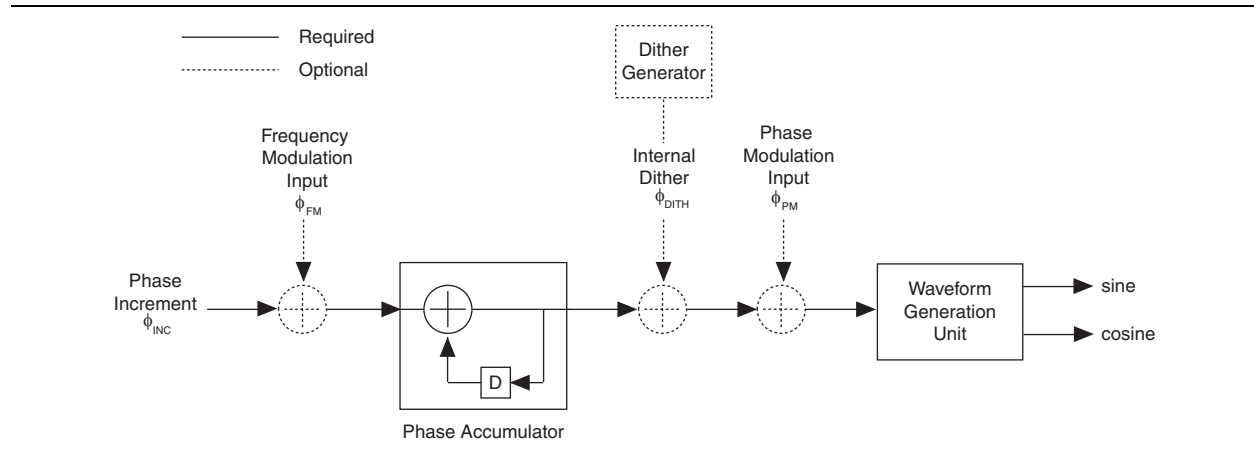 Required
Optional
Dither
Generator
Frequency
Modulation
Input
ϕFM
Internal
Dither
ϕDITH
Phase
Modulation
Input
ϕPM
Phase
Increment
ϕINC
D
Phase Accumulator
Waveform
Generation
Unit
sine
cosine